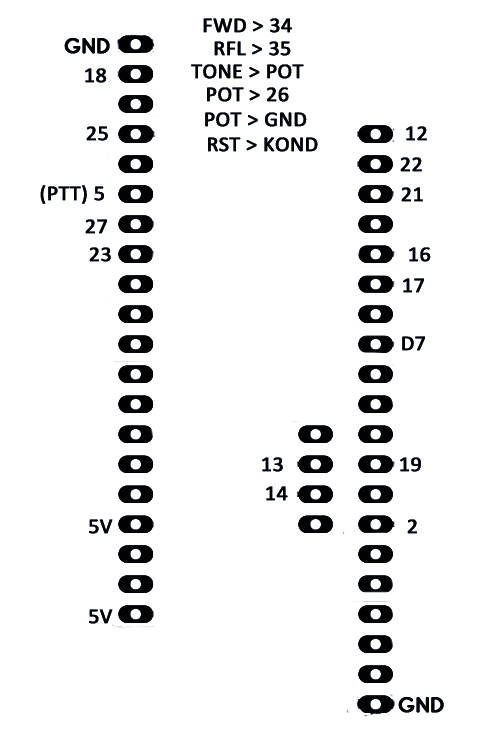 FWD > 34
RFL > 35
TONE > POT
POT > 26
POT > GND
RST > KOND
GND
18
25
(PTT) 5
27
23
5V
5V
13
14
12
22
21
16
17
D7
19
2
GND